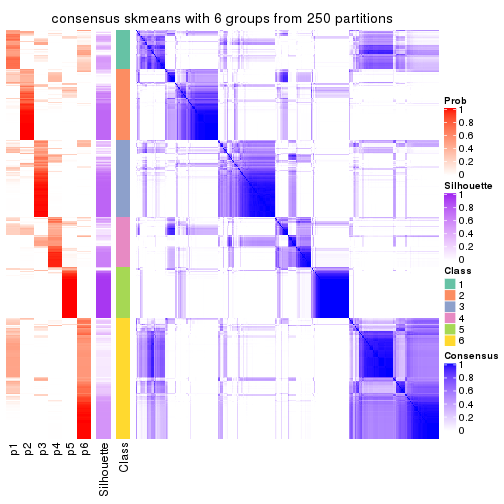 consensus skmeans with 6 groups from 250 partitions
Prob
1
0.8
0.6
0.4
0.2
0
Silhouette
1
0.8
0.6
0.4
0.2
0
Class
1
2
3
4
5
6
Consensus
1
0.8
0.6
0.4
0.2
0
p1
p2
p3
p4
p5
p6
Silhouette
Class